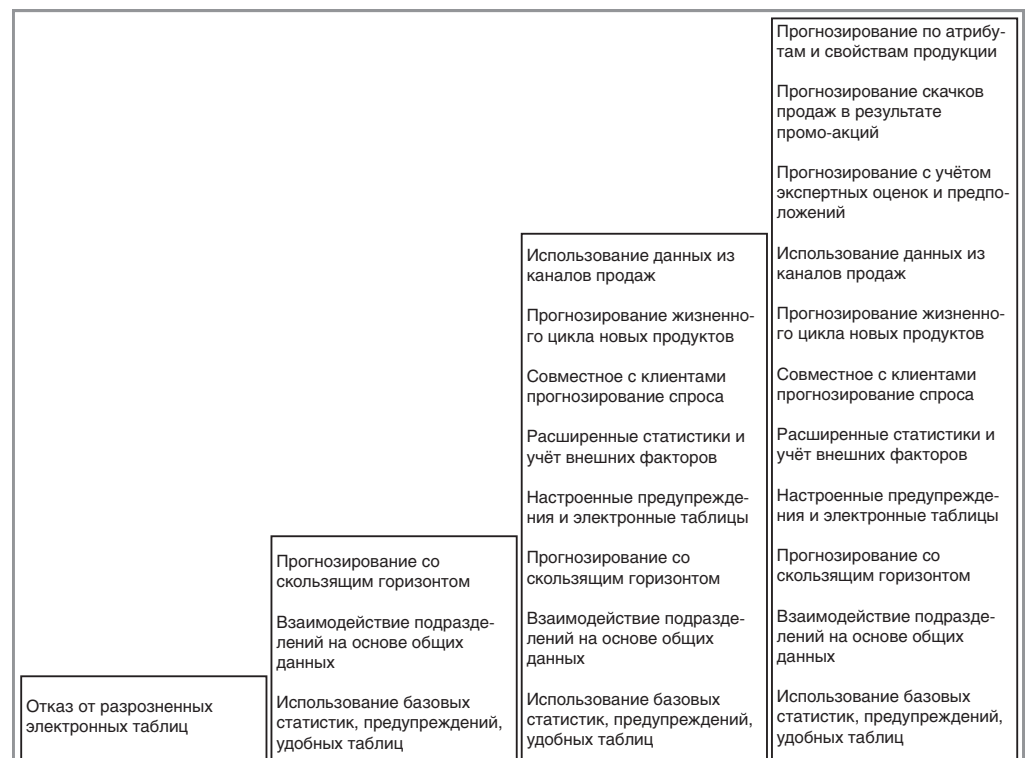 Отказ от разрозненных
электронных таблиц
Прогнозирование со
скользящим горизонтом
Взаимодействие подразде-
лений на основе общих
данных
Использование базовых
статистик, предупреждений,
удобных таблиц
Использование данных из
каналов продаж
Прогнозирование жизненно-
го цикла новых продуктов
Совместное с клиентами
прогнозирование спроса
Расширенные статистики и
учёт внешних факторов
Настроенные предупрежде-
ния и электронные таблицы
Прогнозирование со
скользящим горизонтом
Взаимодействие подразде-
лений на основе общих
данных
Использование базовых
статистик, предупреждений,
удобных таблиц
Прогнозирование по атрибу-
там и свойствам продукции
Прогнозирование скачков
продаж в результате
промо-акций
Прогнозирование с учётом
экспертных оценок и предпо-
ложений
Использование данных из
каналов продаж
Прогнозирование жизненно-
го цикла новых продуктов
Совместное с клиентами
прогнозирование спроса
Расширенные статистики и
учёт внешних факторов
Настроенные предупрежде-
ния и электронные таблицы
Прогнозирование со
скользящим горизонтом
Взаимодействие подразде-
лений на основе общих
данных
Использование базовых
статистик, предупреждений,
удобных таблиц